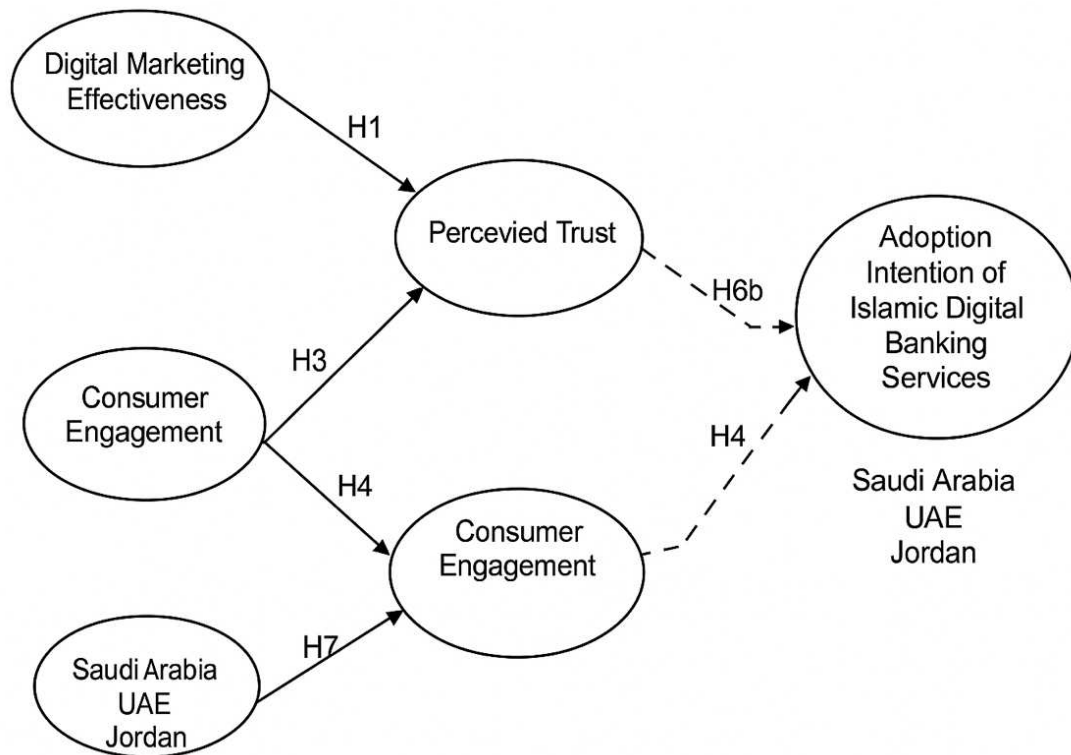 Digital Marketing
Effectiveness
H1
Percevied Trust
H6b
Adoption
Intention of
Islamic Digital
Banking
Services
H3
Consumer
Engagement
H4
H4
Consumer
Engagement
Saudi Arabia
UAE
Jordan
H7
Saudi Arabia
UAE
Jordan